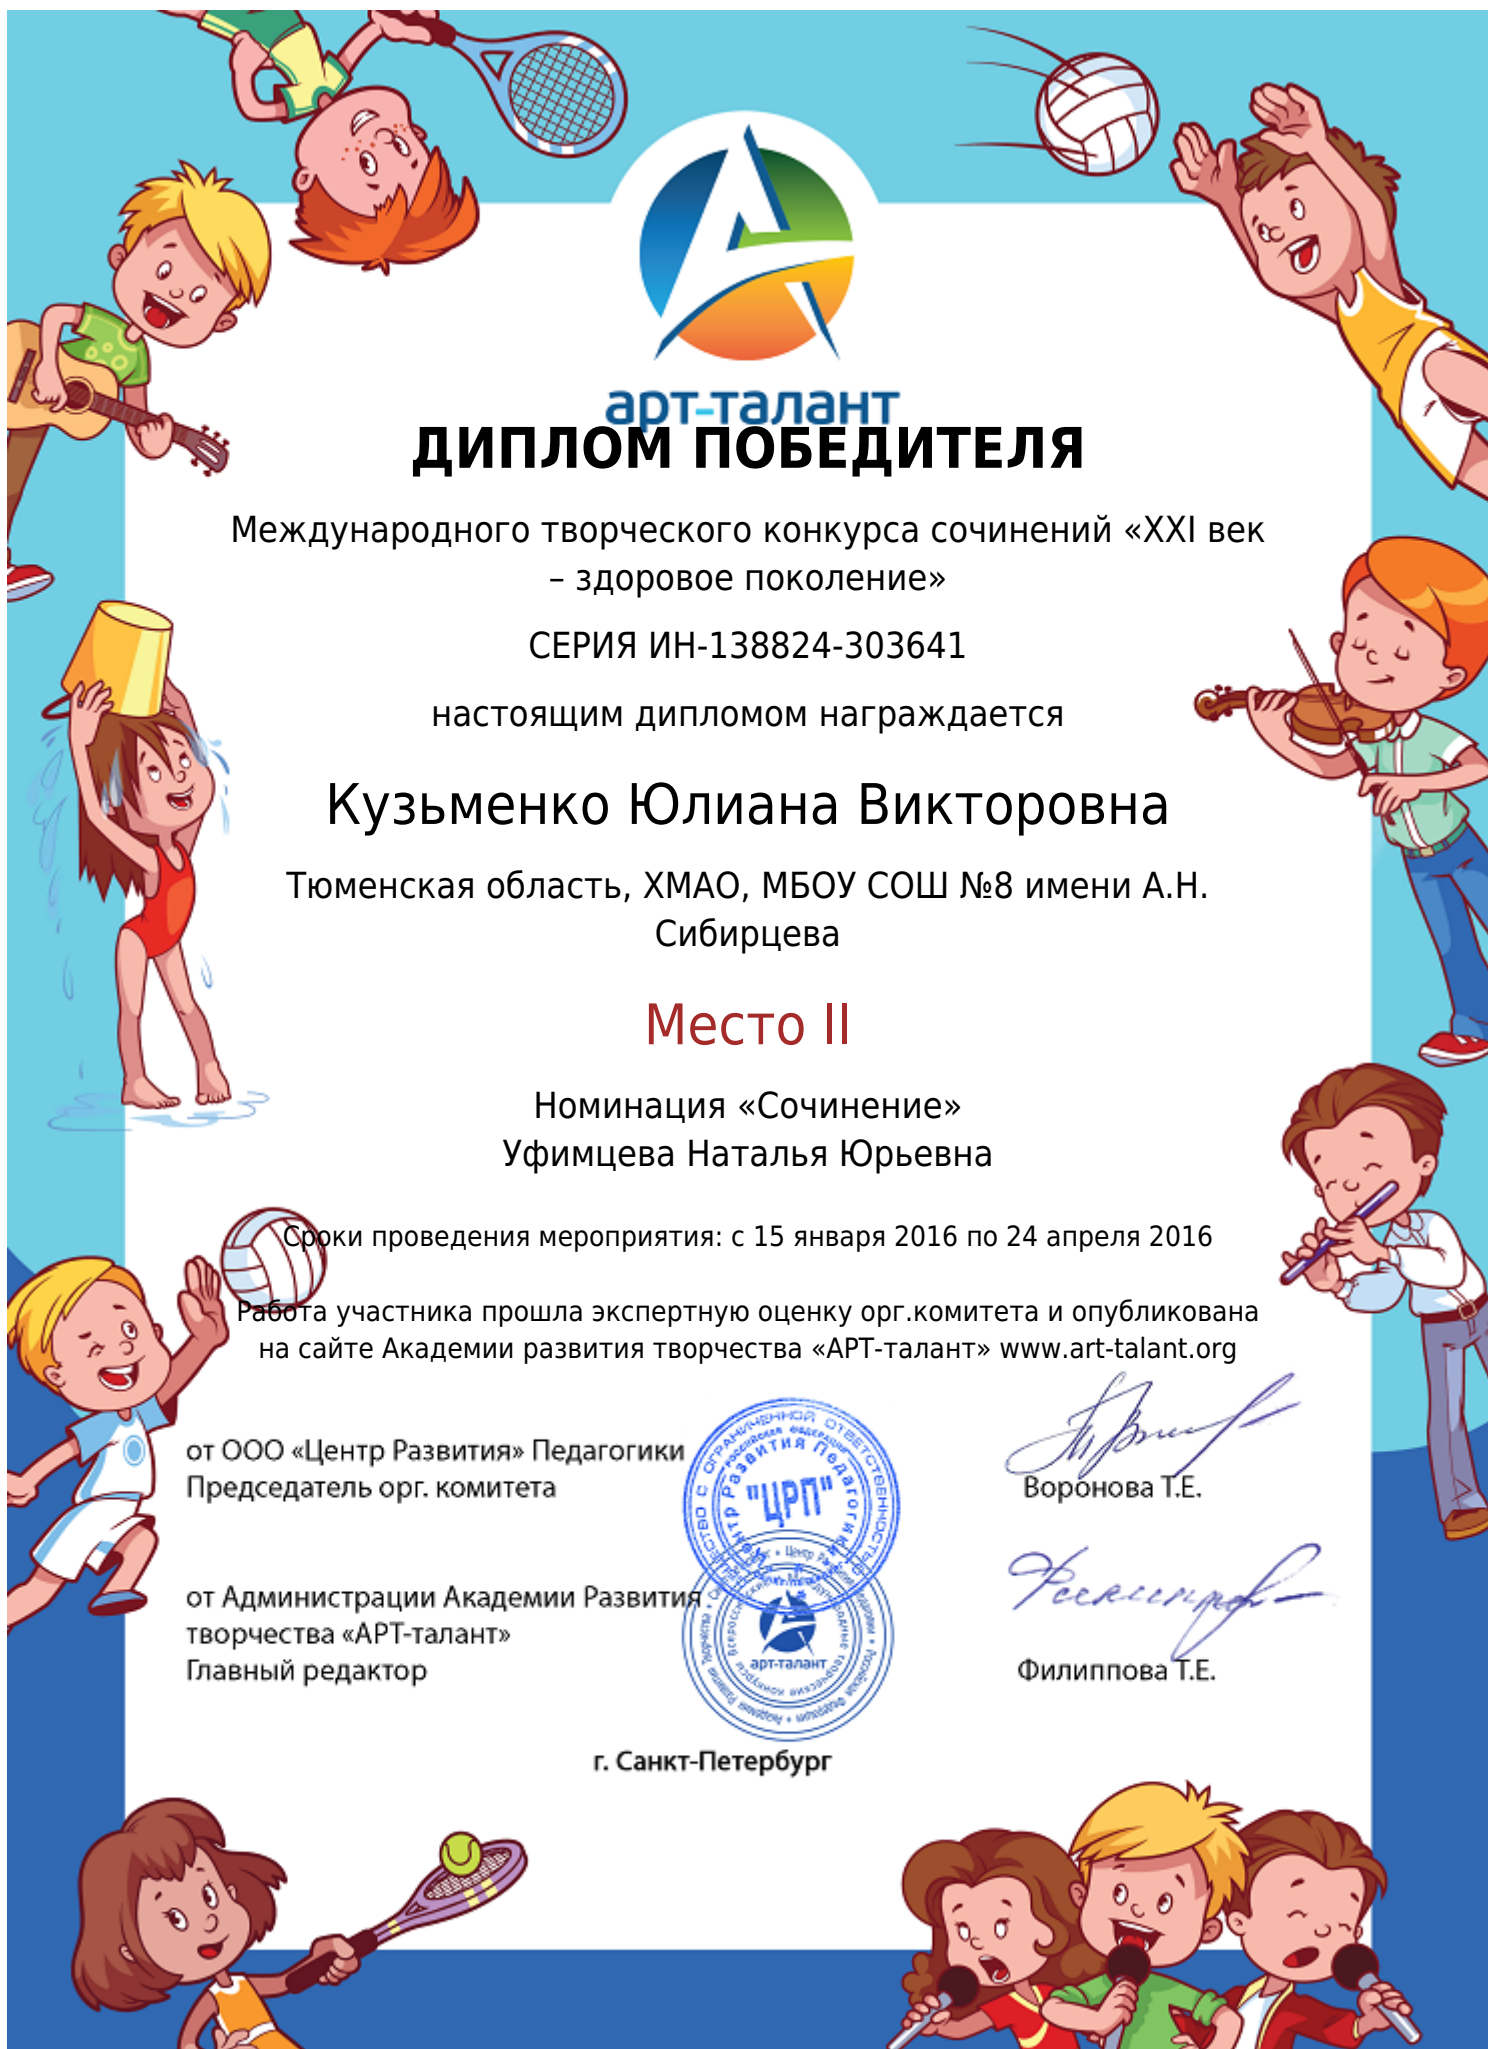 арт-талант
ДИПЛОМ ПОБЕДИТЕЛЯ
Международного творческого конкурса сочинений «XXI век
– здоровое поколение»
СЕРИЯ ИН-138824-303641
настоящим дипломом награждается
Кузьменко Юлиана Викторовна
Тюменская область, ХМАО, МБОУ СОШ №8 имени А.Н.
Сибирцева
Место II
Номинация «Сочинение»
Уфимцева Наталья Юрьевна
Сроки проведения мероприятия: с 15 января 2016 по 24 апреля 2016
Работа участника прошла экспертную оценку орг.комитета и опубликована
на сайте Академии развития творчества «АРТ-талант» www.art-talant.org
от ООО «Центр Развития» Педагогики
Председатель орг. комитета
Воронова Т.Е.
"ЦРП"
от Администрации Академии Развития
творчества «АРТ-талант»
Главный редактор
арт-талант
Филиппова Т.Е.
г. Санкт-Петербург